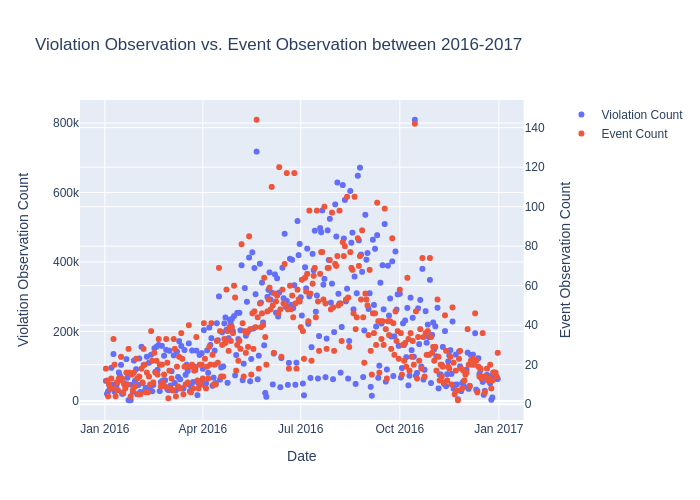 Violation Observation vs. Event Observation between 2016-2017
Violation Count
Event Count
800k
600k
400k
200k
0
Violation Observation Count
140
120
100
80
60
40
20
0
Event Observation Count
Jan 2016
Apr 2016
Jul 2016
Oct 2016
Jan 2017
Date